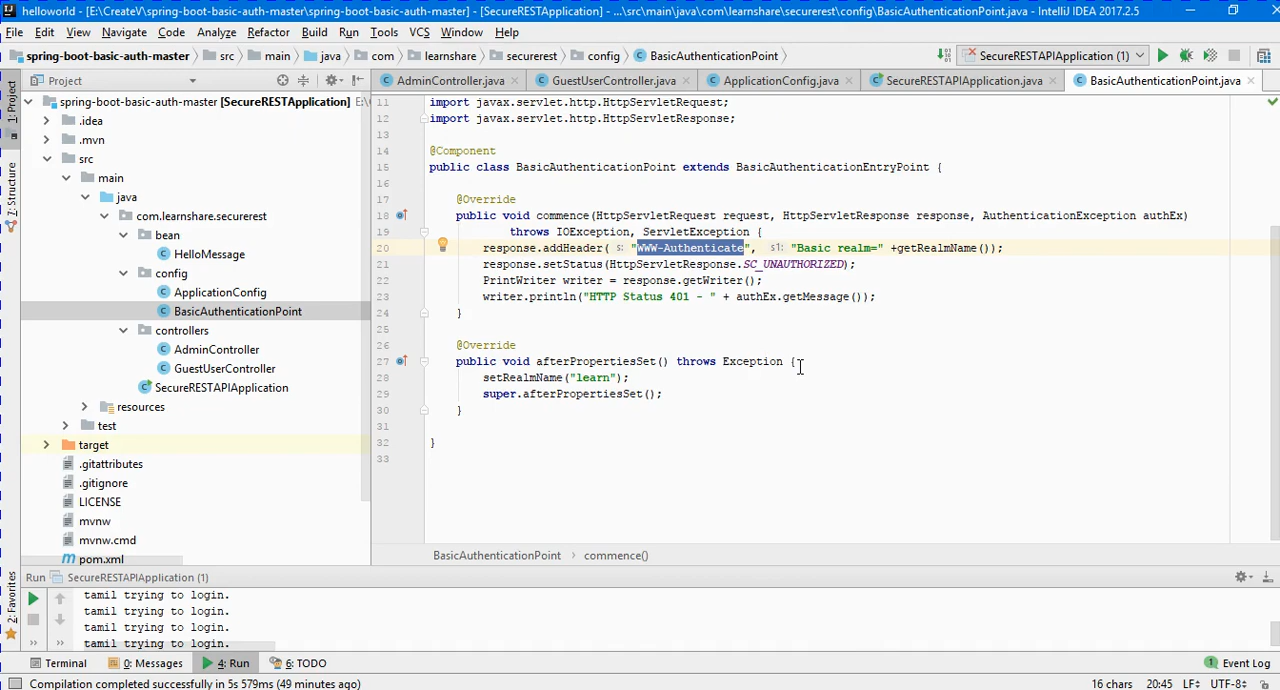 helloworld - [E:\CreateV\spring-boot-basic-auth-master\spring-boot-basic-auth-master] - [SecureRESTApplication] - ...\src\main\java\com\learnshare\securerest\config\BasicAuthenticationPoint.java - IntelliJ IDEA 2017.2.5
File Edit View Navigate Code Analyze Refactor Build Run Tools VCS Window Help
spring-boot-basic-auth-master src main java com learnshare securerest config BasicAuthenticationPoint SecureRESTAPIApplication (1)
Project AdminController.java GuestUserController.java ApplicationConfig.java SecureRESTAPIApplication.java BasicAuthenticationPoint.java
1: Project
7: Structure
2: Favorites
spring-boot-basic-auth-master [SecureRESTApplication]
.idea
.mvn
src
main
java
com.learnshare.securerest
bean
HelloMessage
config
ApplicationConfig
BasicAuthenticationPoint
controllers
AdminController
GuestUserController
SecureRESTAPIApplication
resources
test
target
.gitattributes
.gitignore
LICENSE
mvnw
mvnw.cmd
pom.xml
11 import javax.servlet.http.HttpServletRequest;
12 import javax.servlet.http.HttpServletResponse;
13
14 @Component
15 public class BasicAuthenticationPoint extends BasicAuthenticationEntryPoint {
16
17 @Override
18 public void commence(HttpServletRequest request, HttpServletResponse response, AuthenticationException authEx)
19 throws IOException, ServletException {
20 response.addHeader( s: "WWW-Authenticate", s1: "Basic realm=" +getRealmName());
21 response.setStatus(HttpServletResponse.SC_UNAUTHORIZED);
22 PrintWriter writer = response.getWriter();
23 writer.println("HTTP Status 401 - " + authEx.getMessage());
24 }
25
26 @Override
27 public void afterPropertiesSet() throws Exception {
28 setRealmName("learn");
29 super.afterPropertiesSet();
30 }
31
32 }
33
BasicAuthenticationPoint › commence()
Run SecureRESTAPIApplication (1)
tamil trying to login.
tamil trying to login.
tamil trying to login.
tamil trying to login.
Terminal 0: Messages 4: Run 6: TODO 1 Event Log
Compilation completed successfully in 5s 579ms (49 minutes ago) 16 chars 20:45 LF÷ UTF-8÷